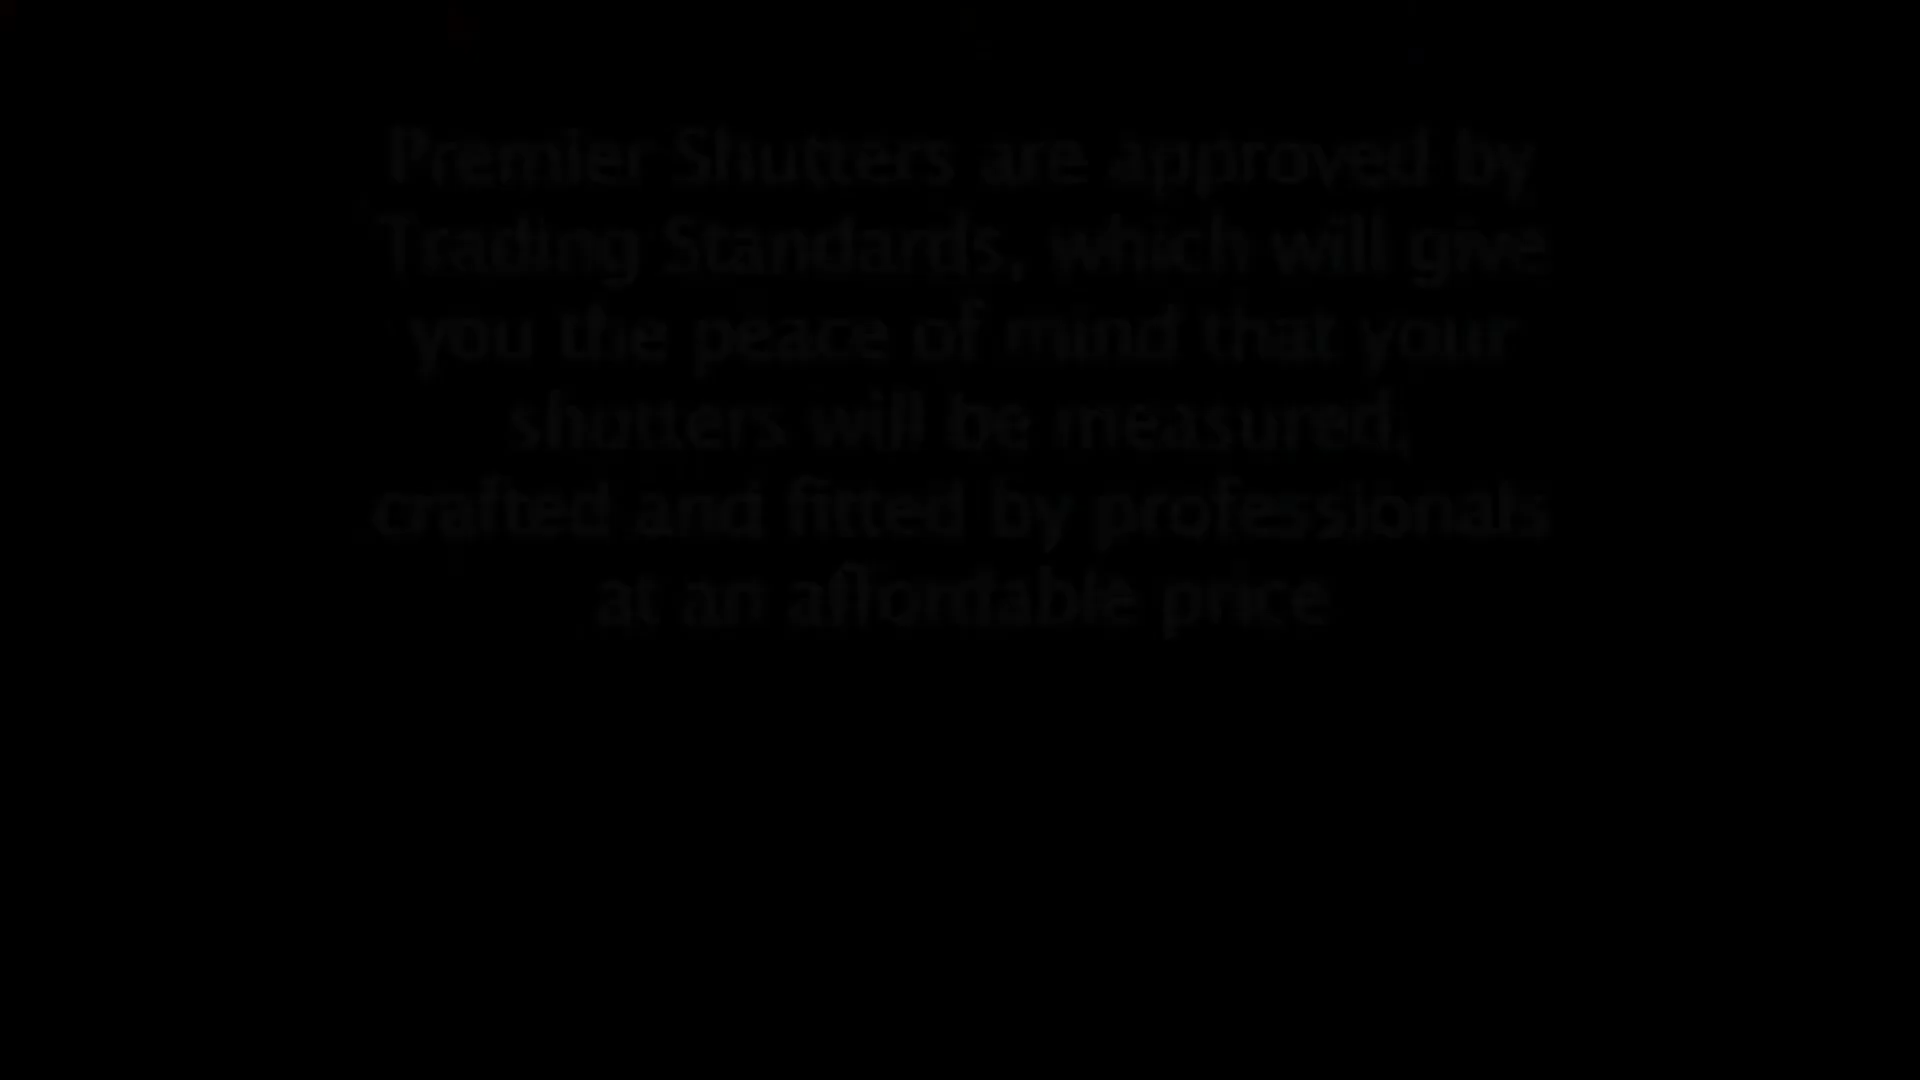 Premier Shutters are approved by
Trading Standards, which will give
you the peace of mind that your
shutters will be measured,
crafted and fitted by professionals
at an affordable price